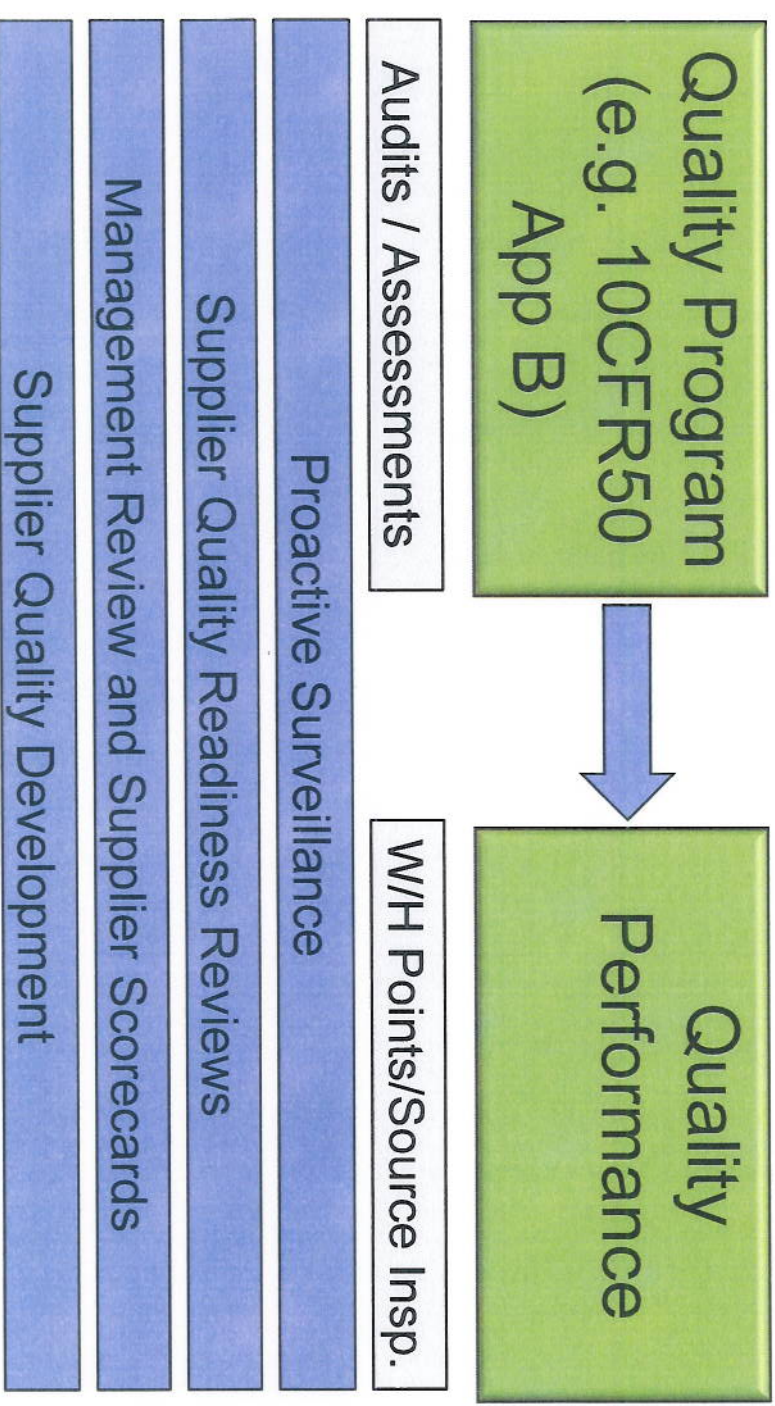 Quality Program
(e.g. 10CFR50
App B)
Quality
Performance
Audits / Assessments
W/H Points/Source Insp.
Proactive Surveillance
Supplier Quality Readiness Reviews
Management Review and Supplier Scorecards
Supplier Quality Development